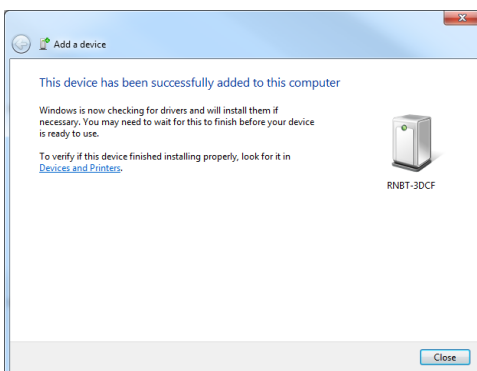 Add a device
This device has been successfully added to this computer
Windows is now checking for drivers and will install them if
necessary. You may need to wait for this to finish before your device
is ready to use.
To verify if this device finished installing properly, look for it in
Devices and Printers.
RNBT-3DCF
Close